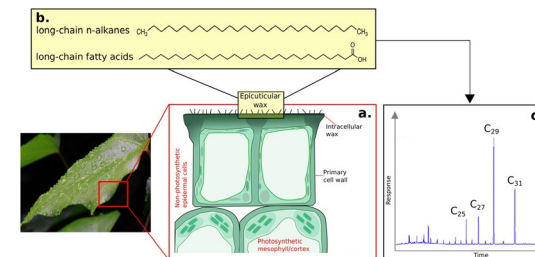 b.
long-chain n-alkanes CH₃ CH₃
long-chain fatty acids O
OH
Epicuticular
wax
a.
Intracellular
wax
Primary
cell wall
Non-photosynthetic
epidermal cells
Photosynthetic
mesophyll/cortex
Response
C₂₅
C₂₇
C₂₉
C₃₁
Time